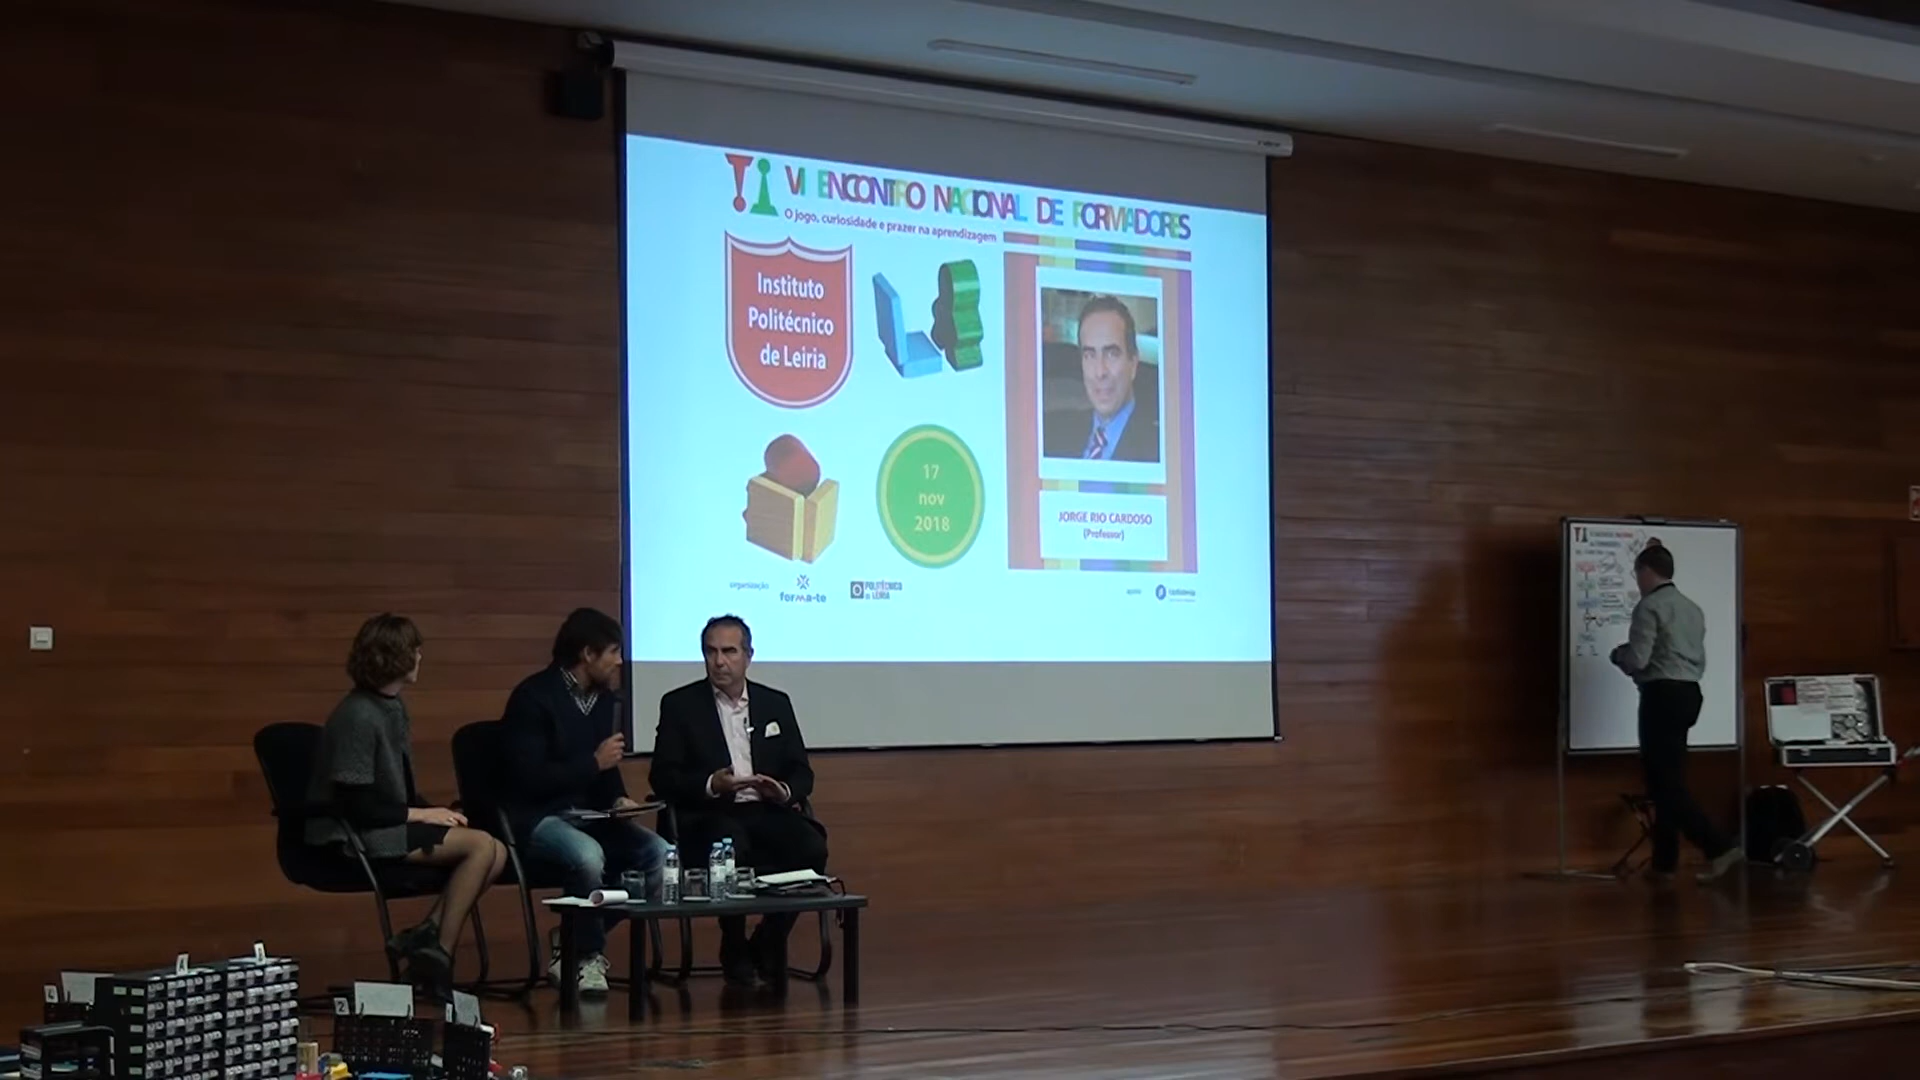 VI ENCONTRO NACIONAL DE FORMADORES
O jogo, curiosidade e prazer na aprendizagem
Instituto
Politécnico
de Leiria
17
nov
2018
JORGE RIO CARDOSO
(Professor)
organização
forma-te
POLITÉCNICO
DE LEIRIA
apoio